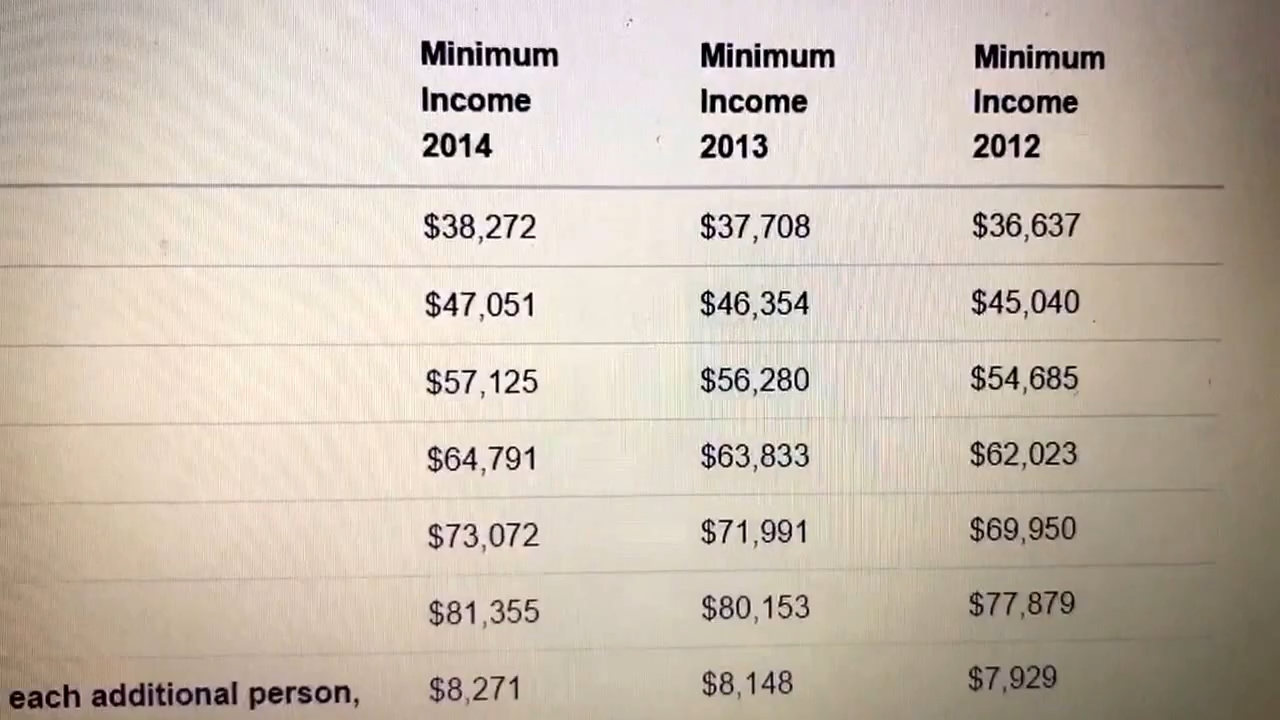 Minimum Minimum Minimum
Income Income Income
2014 2013 2012
$38,272 $37,708 $36,637
$47,051 $46,354 $45,040
$57,125 $56,280 $54,685
$64,791 $63,833 $62,023
$73,072 $71,991 $69,950
$81,355 $80,153 $77,879
each additional person, $8,271 $8,148 $7,929